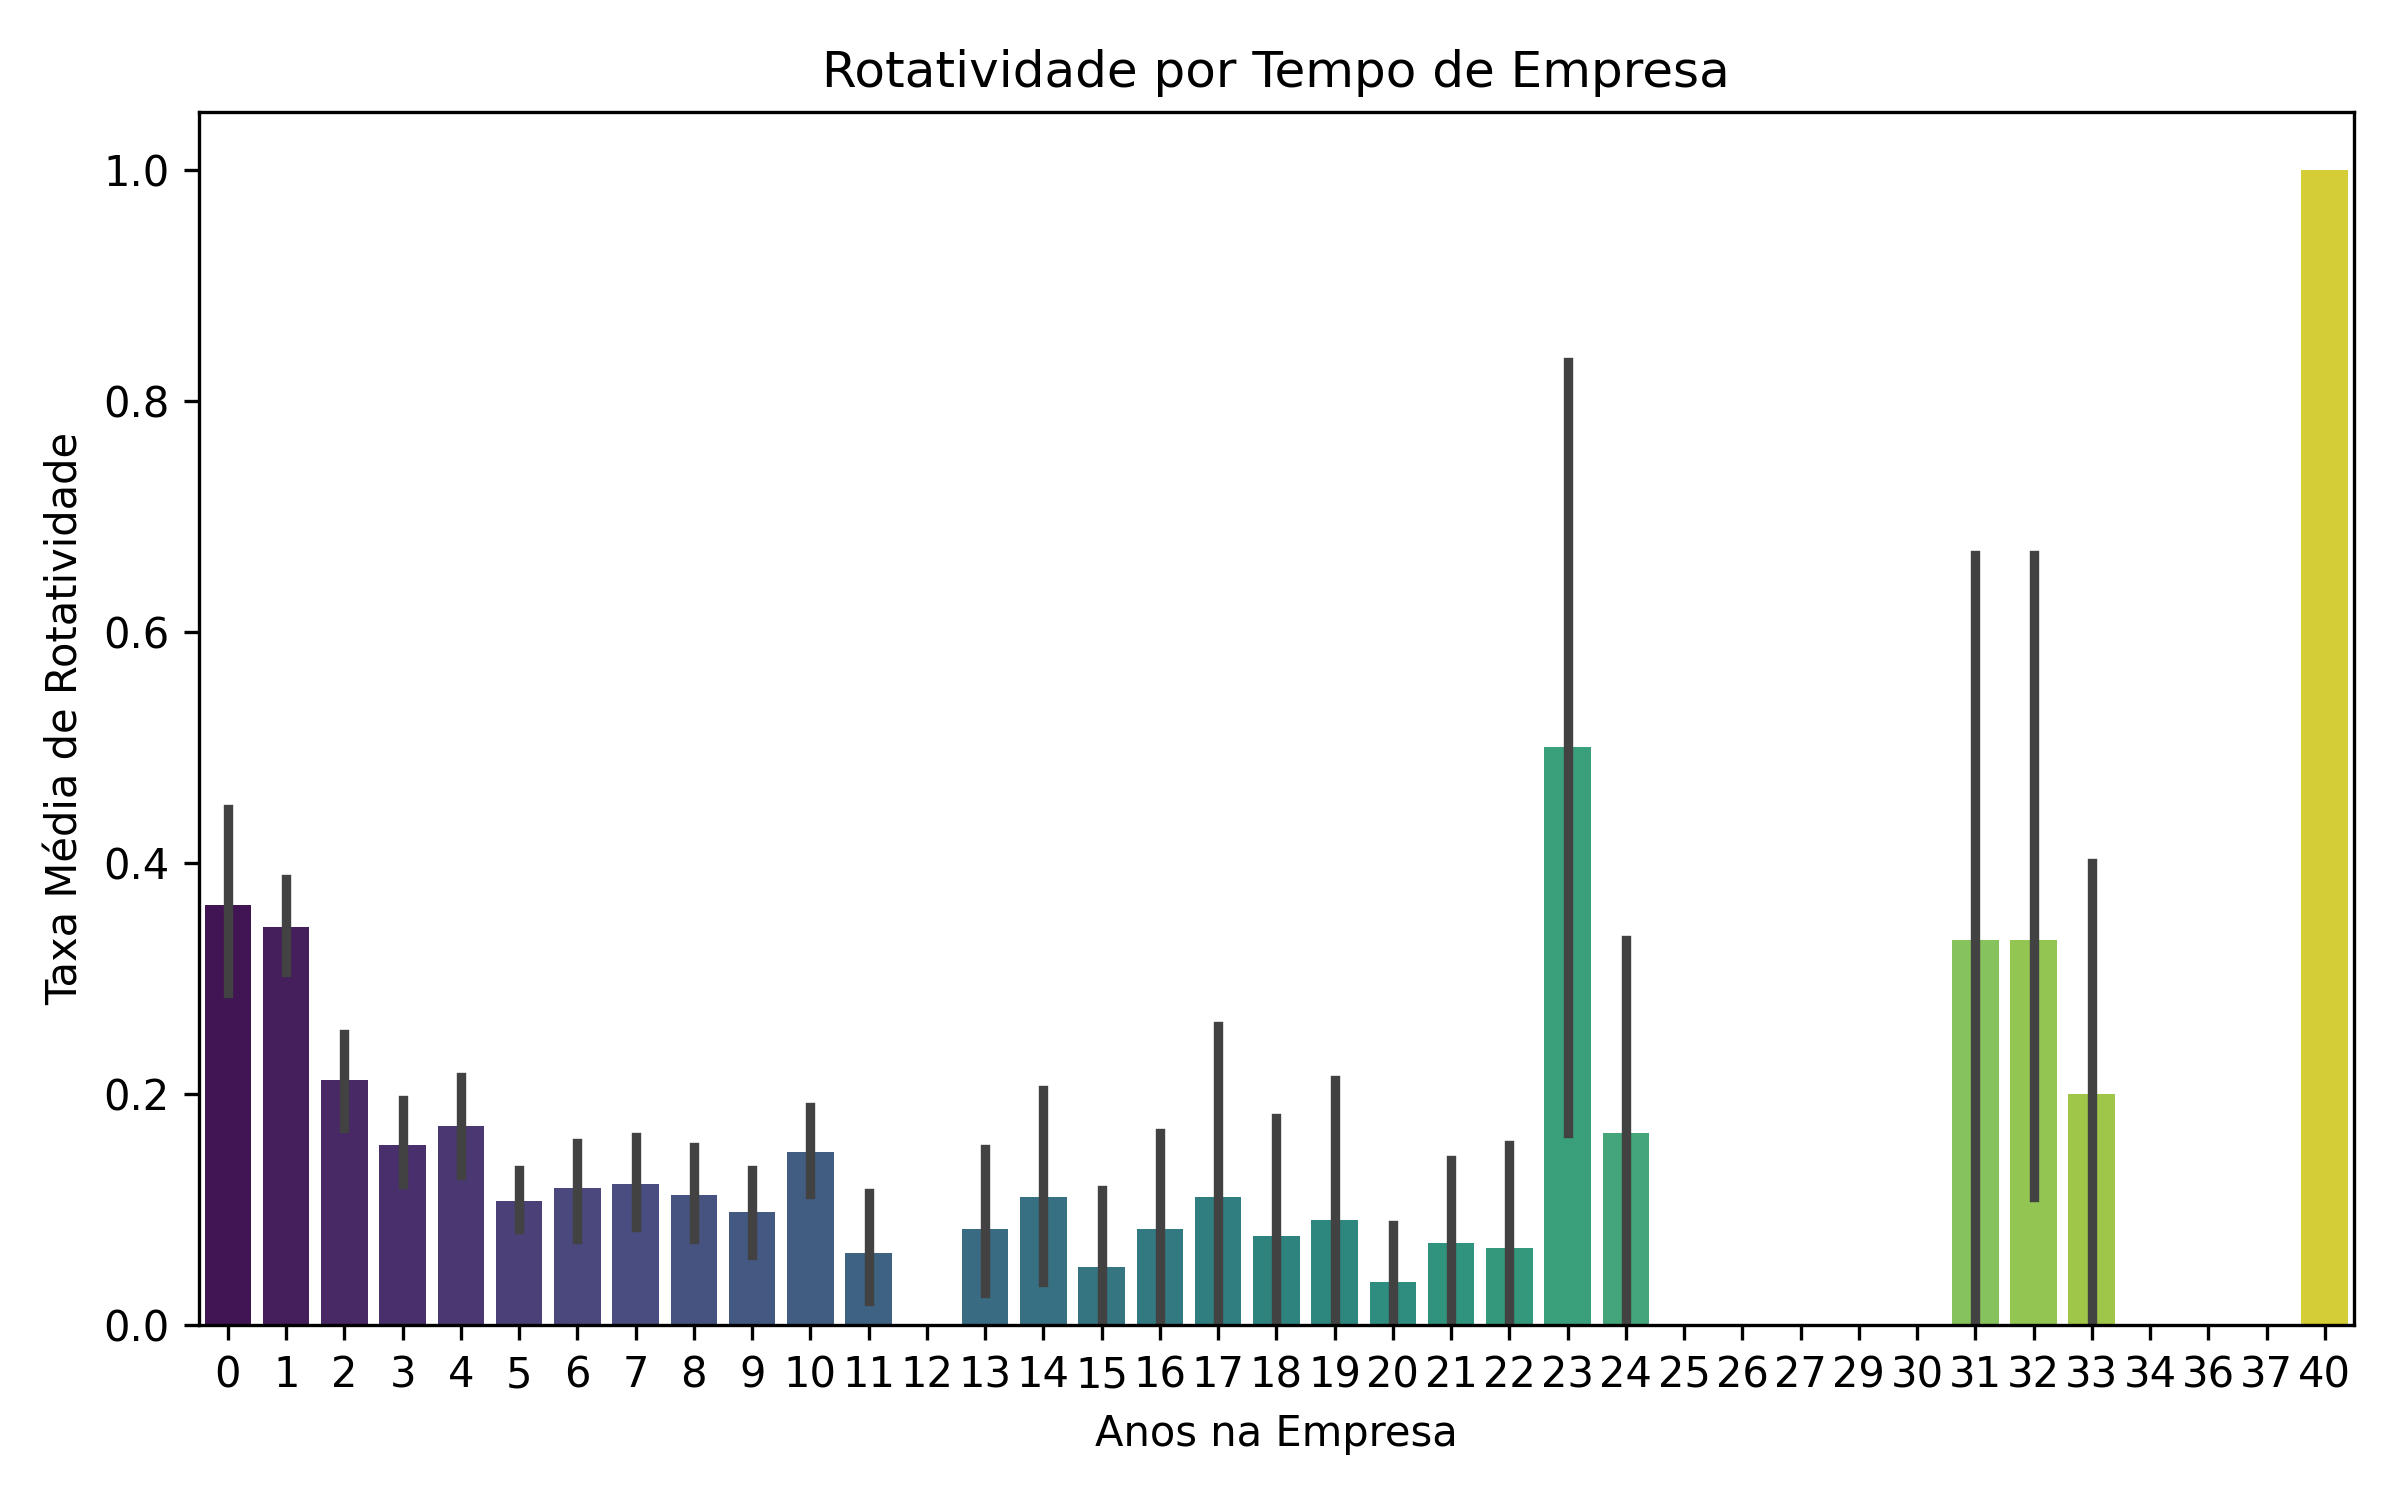 Rotatividade por Tempo de Empresa
Taxa Média de Rotatividade
1.0
0.8
0.6
0.4
0.2
0.0
0 1 2 3 4 5 6 7 8 9 10 11 12 13 14 15 16 17 18 19 20 21 22 23 24 25 26 27 29 30 31 32 33 34 36 37 40
Anos na Empresa